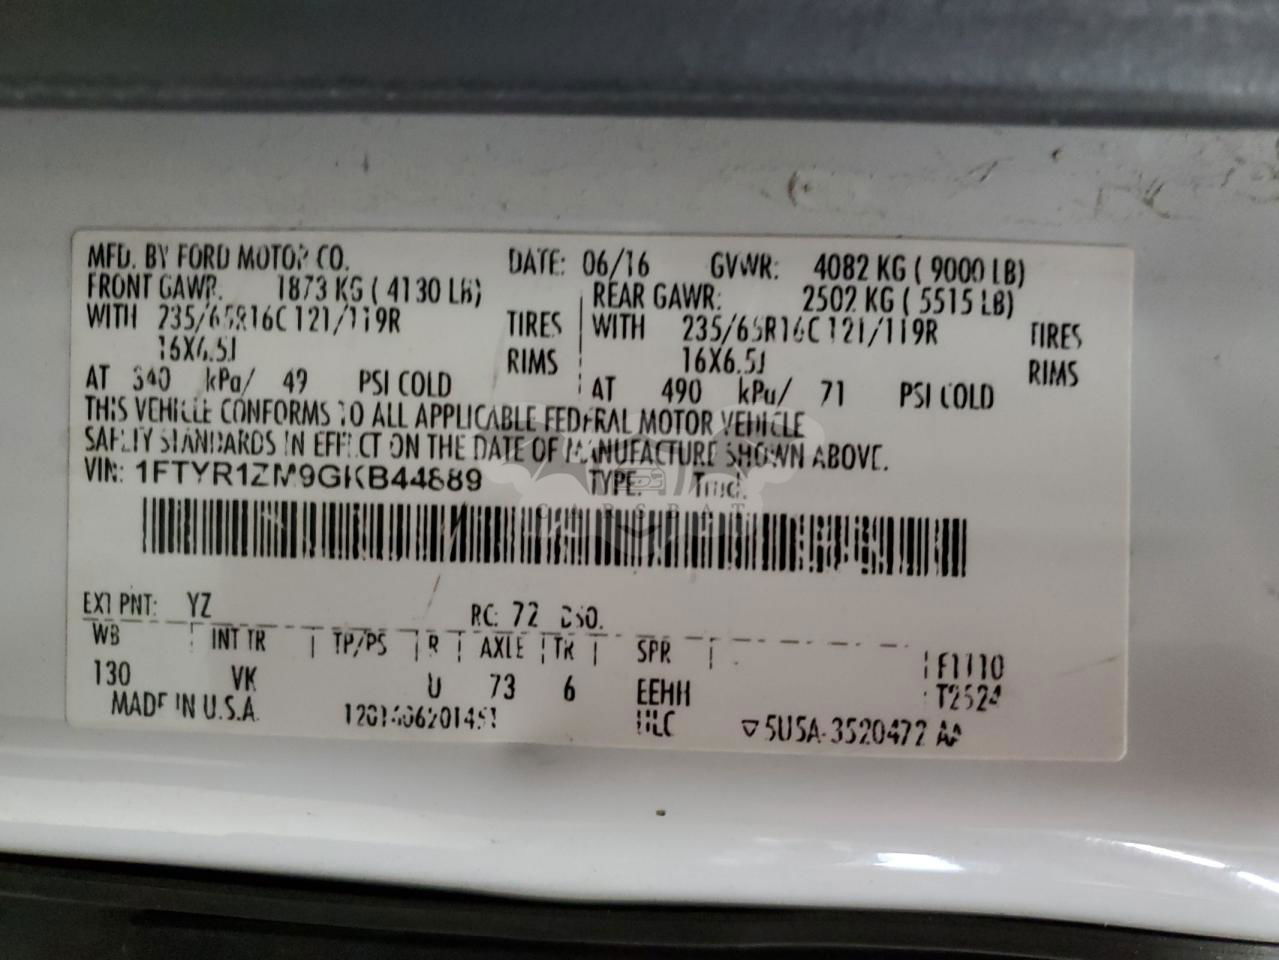 MFD. BY FORD MOTOR CO. DATE: 06/16 GVWR: 4082 KG ( 9000 LB)
FRONT GAWR: 1873 KG ( 4130 LB) REAR GAWR: 2502 KG ( 5515 LB)
WITH 235/65R16C 121/119R TIRES WITH 235/65R16C 121/119R TIRES
16X6.5J RIMS 16X6.5J RIMS
AT 340 kPa/ 49 PSI COLD AT 490 kPa/ 71 PSI COLD
THIS VEHICLE CONFORMS TO ALL APPLICABLE FEDERAL MOTOR VEHICLE
SAFETY STANDARDS IN EFFECT ON THE DATE OF MANUFACTURE SHOWN ABOVE.
VIN: 1FTYR1ZM9GKB44889 TYPE: Truck
CARSBAT
EXT PNT: YZ RC: 72 DSO.
WB INT TR TP/PS R AXLE TR SPR F1110
130 VK U 73 6 EEHH T2524
MADE IN U.S.A. HLC ▽5U5A-3520472 AA